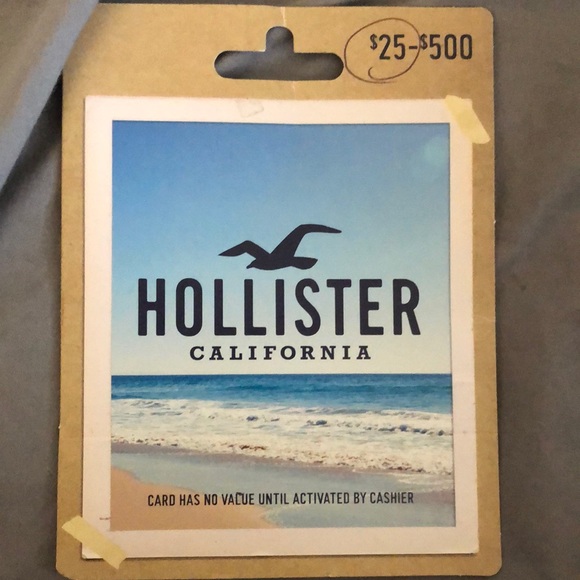 $25-$500
HOLLISTER
CALIFORNIA
CARD HAS NO VALUE UNTIL ACTIVATED BY CASHIER